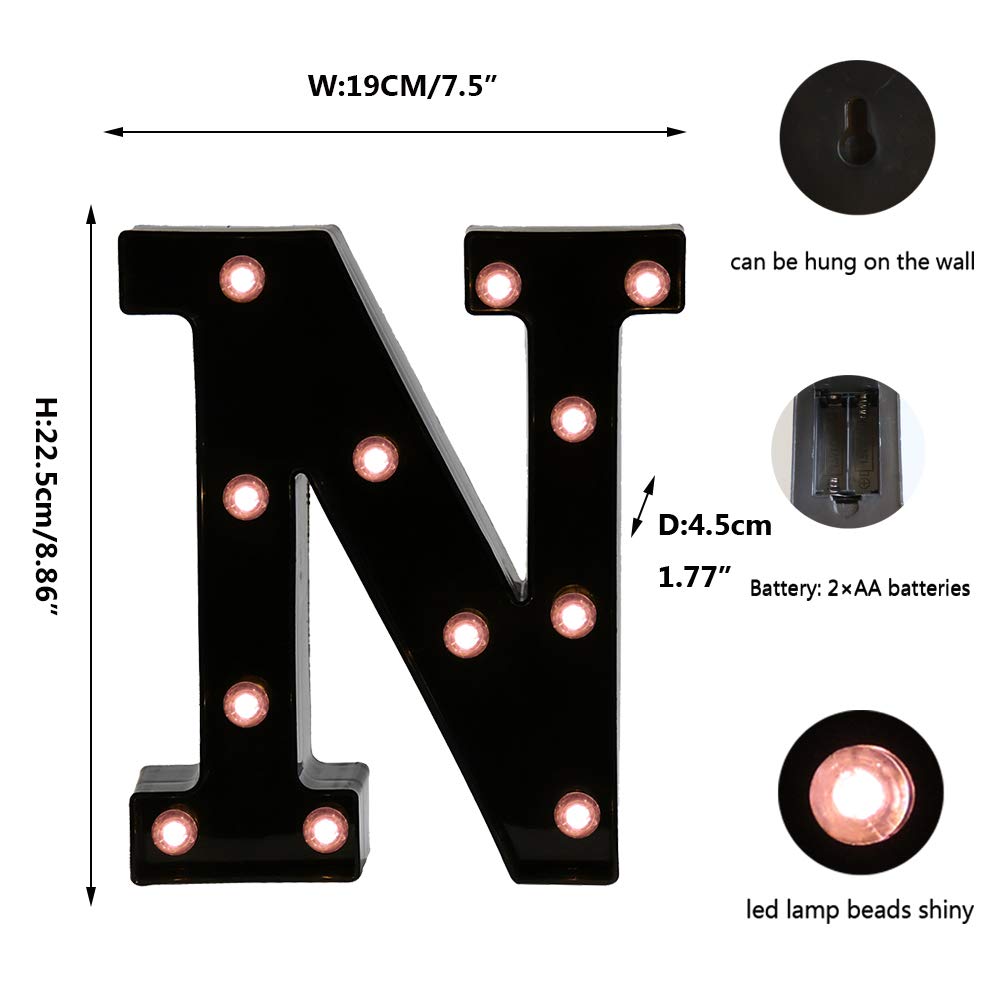 W:19CM/7.5”
can be hung on the wall
H:22.5cm/8.86”
N
D:4.5cm
1.77”
Battery: 2×AA batteries
led lamp beads shiny